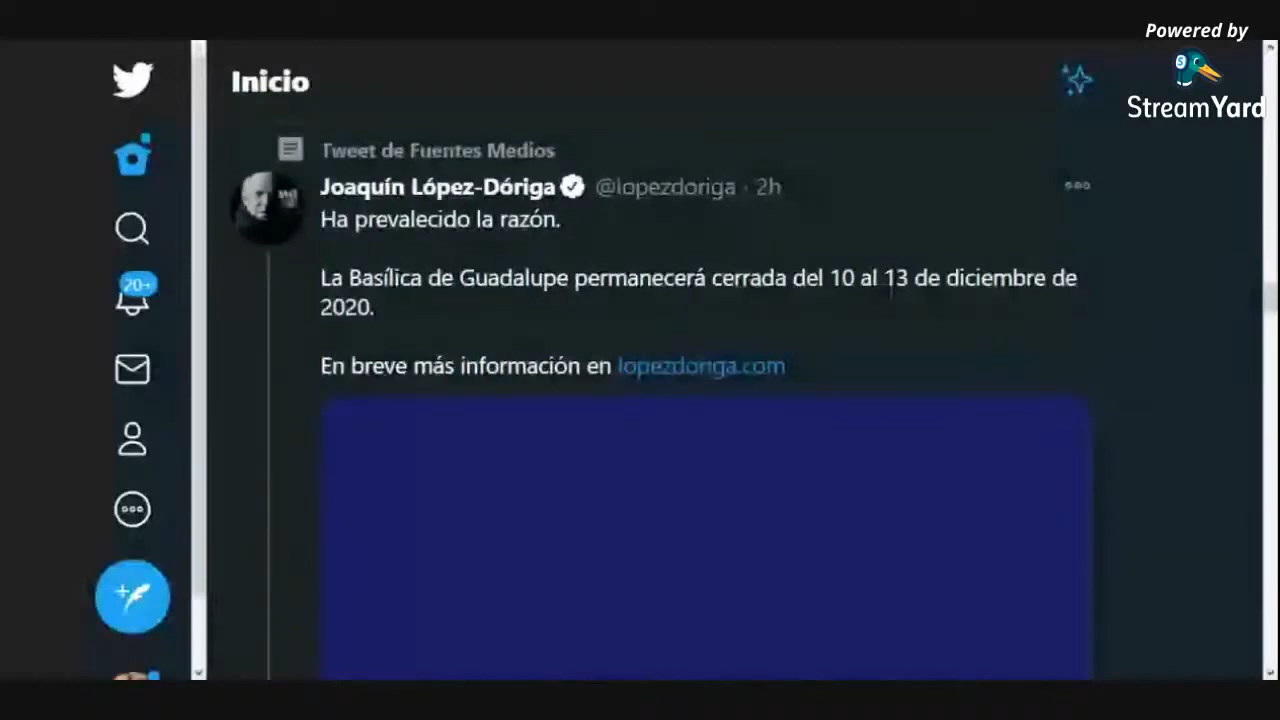 Powered by
StreamYard
Inicio
Tweet de Fuentes Medios
Joaquín López-Dóriga @lopezdoriga · 2h
Ha prevalecido la razón.
La Basílica de Guadalupe permanecerá cerrada del 10 al 13 de diciembre de
2020.
20+
En breve más información en lopezdoriga.com